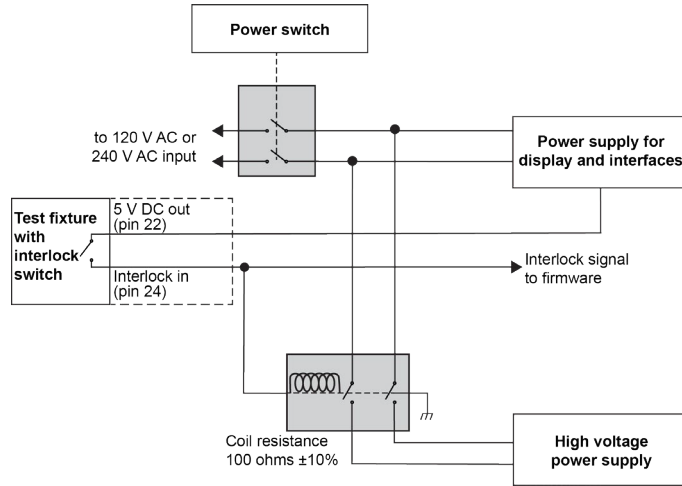 Power switch
to 120 V AC or
240 V AC input
Power supply for
display and interfaces
Test fixture
with
interlock
switch
5 V DC out
(pin 22)
Interlock in
(pin 24)
Interlock signal
to firmware
Coil resistance
100 ohms ±10%
High voltage
power supply